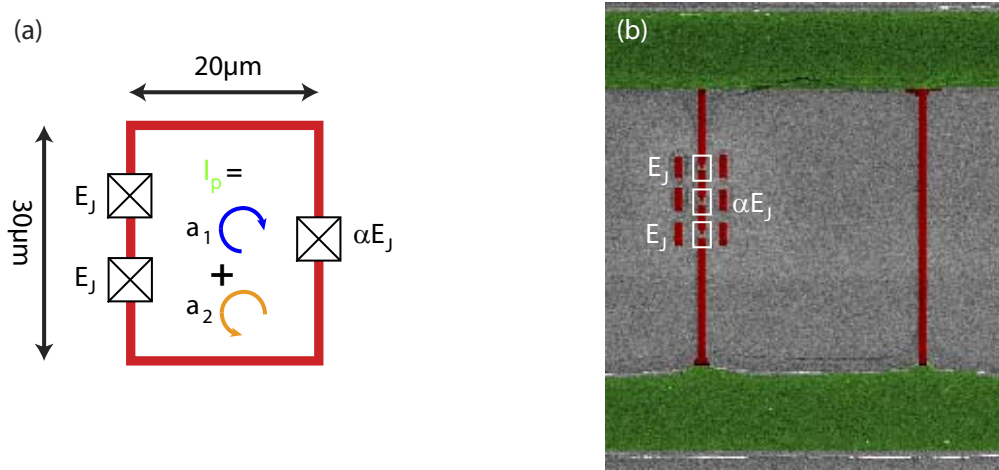 (a)
20µm
30µm
E_J
E_J
I_p =
a_1
+
a_2
αE_J
(b)
E_J
αE_J
E_J